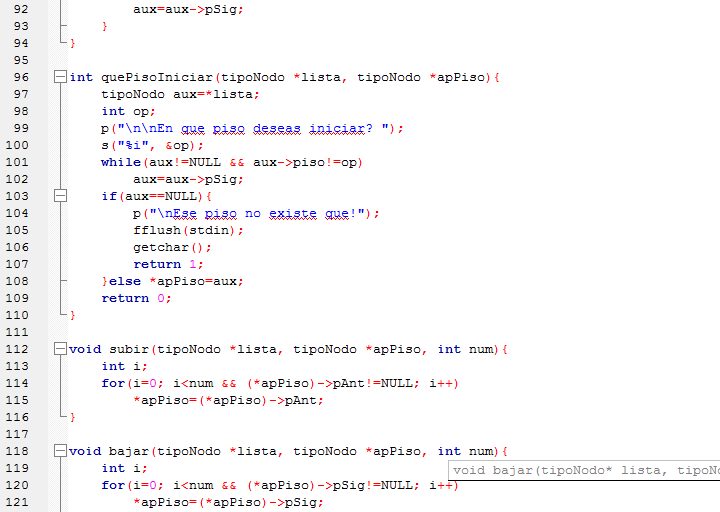 92 aux=aux->pSig;
93 }
94 }
95
96 int quePisoIniciar(tipoNodo *lista, tipoNodo *apPiso){
97 tipoNodo aux=*lista;
98 int op;
99 p("\n\nEn que piso deseas iniciar? ");
100 s("%i", &op);
101 while(aux!=NULL && aux->piso!=op)
102 aux=aux->pSig;
103 if(aux==NULL){
104 p("\nEse piso no existe que!");
105 fflush(stdin);
106 getchar();
107 return 1;
108 }else *apPiso=aux;
109 return 0;
110 }
111
112 void subir(tipoNodo *lista, tipoNodo *apPiso, int num){
113 int i;
114 for(i=0; i<num && (*apPiso)->pAnt!=NULL; i++)
115 *apPiso=(*apPiso)->pAnt;
116 }
117
118 void bajar(tipoNodo *lista, tipoNodo *apPiso, int num){
119 int i;
void bajar(tipoNodo* lista, tipoNo
120 for(i=0; i<num && (*apPiso)->pSig!=NULL; i++)
121 *apPiso=(*apPiso)->pSig;